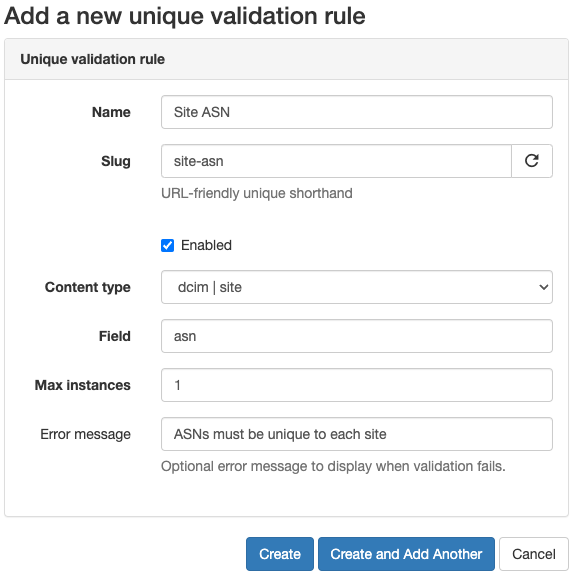 Add a new unique validation rule
Unique validation rule
Name
Site ASN
Slug
site-asn
URL-friendly unique shorthand
Enabled
Content type
dcim | site
Field
asn
Max instances
1
Error message
ASNs must be unique to each site
Optional error message to display when validation fails.
Create
Create and Add Another
Cancel